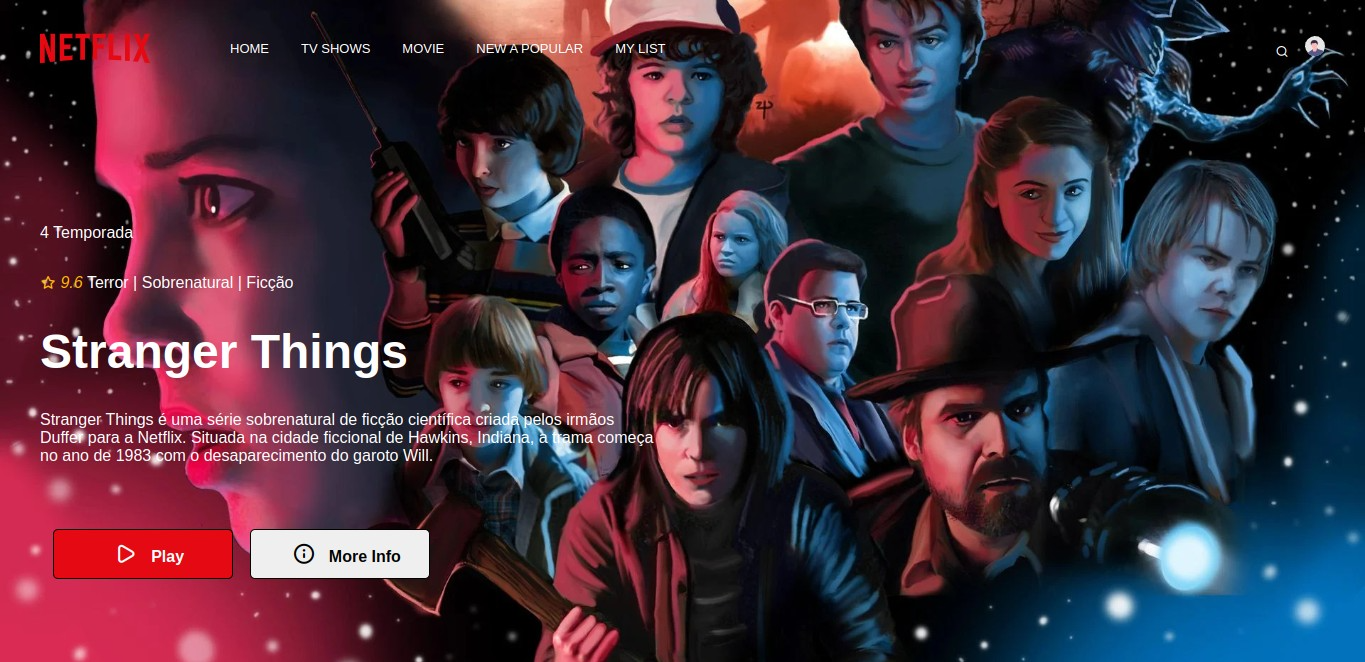 NETFLIX
HOME TV SHOWS MOVIE NEW A POPULAR MY LIST
4 Temporada
9.6 Terror | Sobrenatural | Ficção
Stranger Things
Stranger Things é uma série sobrenatural de ficção científica criada pelos irmãos
Duffer para a Netflix. Situada na cidade ficcional de Hawkins, Indiana, a trama começa
no ano de 1983 com o desaparecimento do garoto Will.
Play
More Info